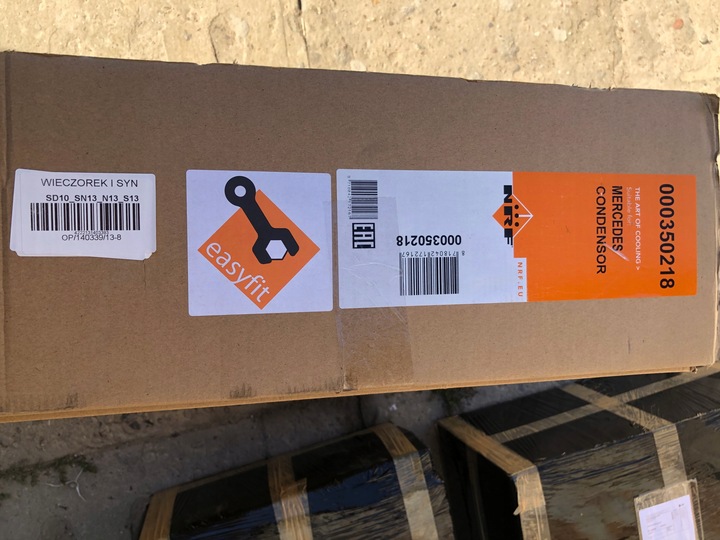 WIECZOREK I SYN
SD10_SN13_N13_S13
OP/140339/13-8
easyfit
000350218
EAC
NRF
NRF.EU
THE ART OF COOLING >
MERCEDES
CONDENSOR
000350218